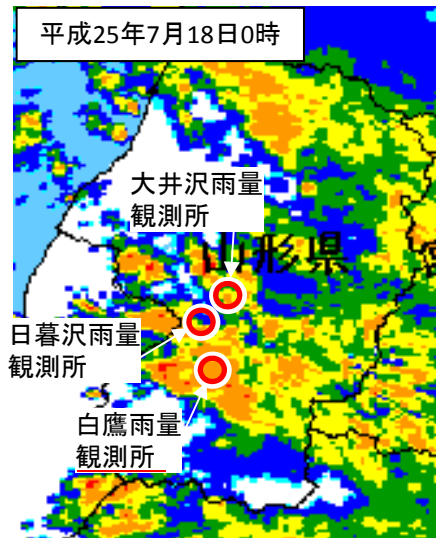 平成25年7月18日0時
大井沢雨量
観測所
山形県
日暮沢雨量
観測所
白鷹雨量
観測所